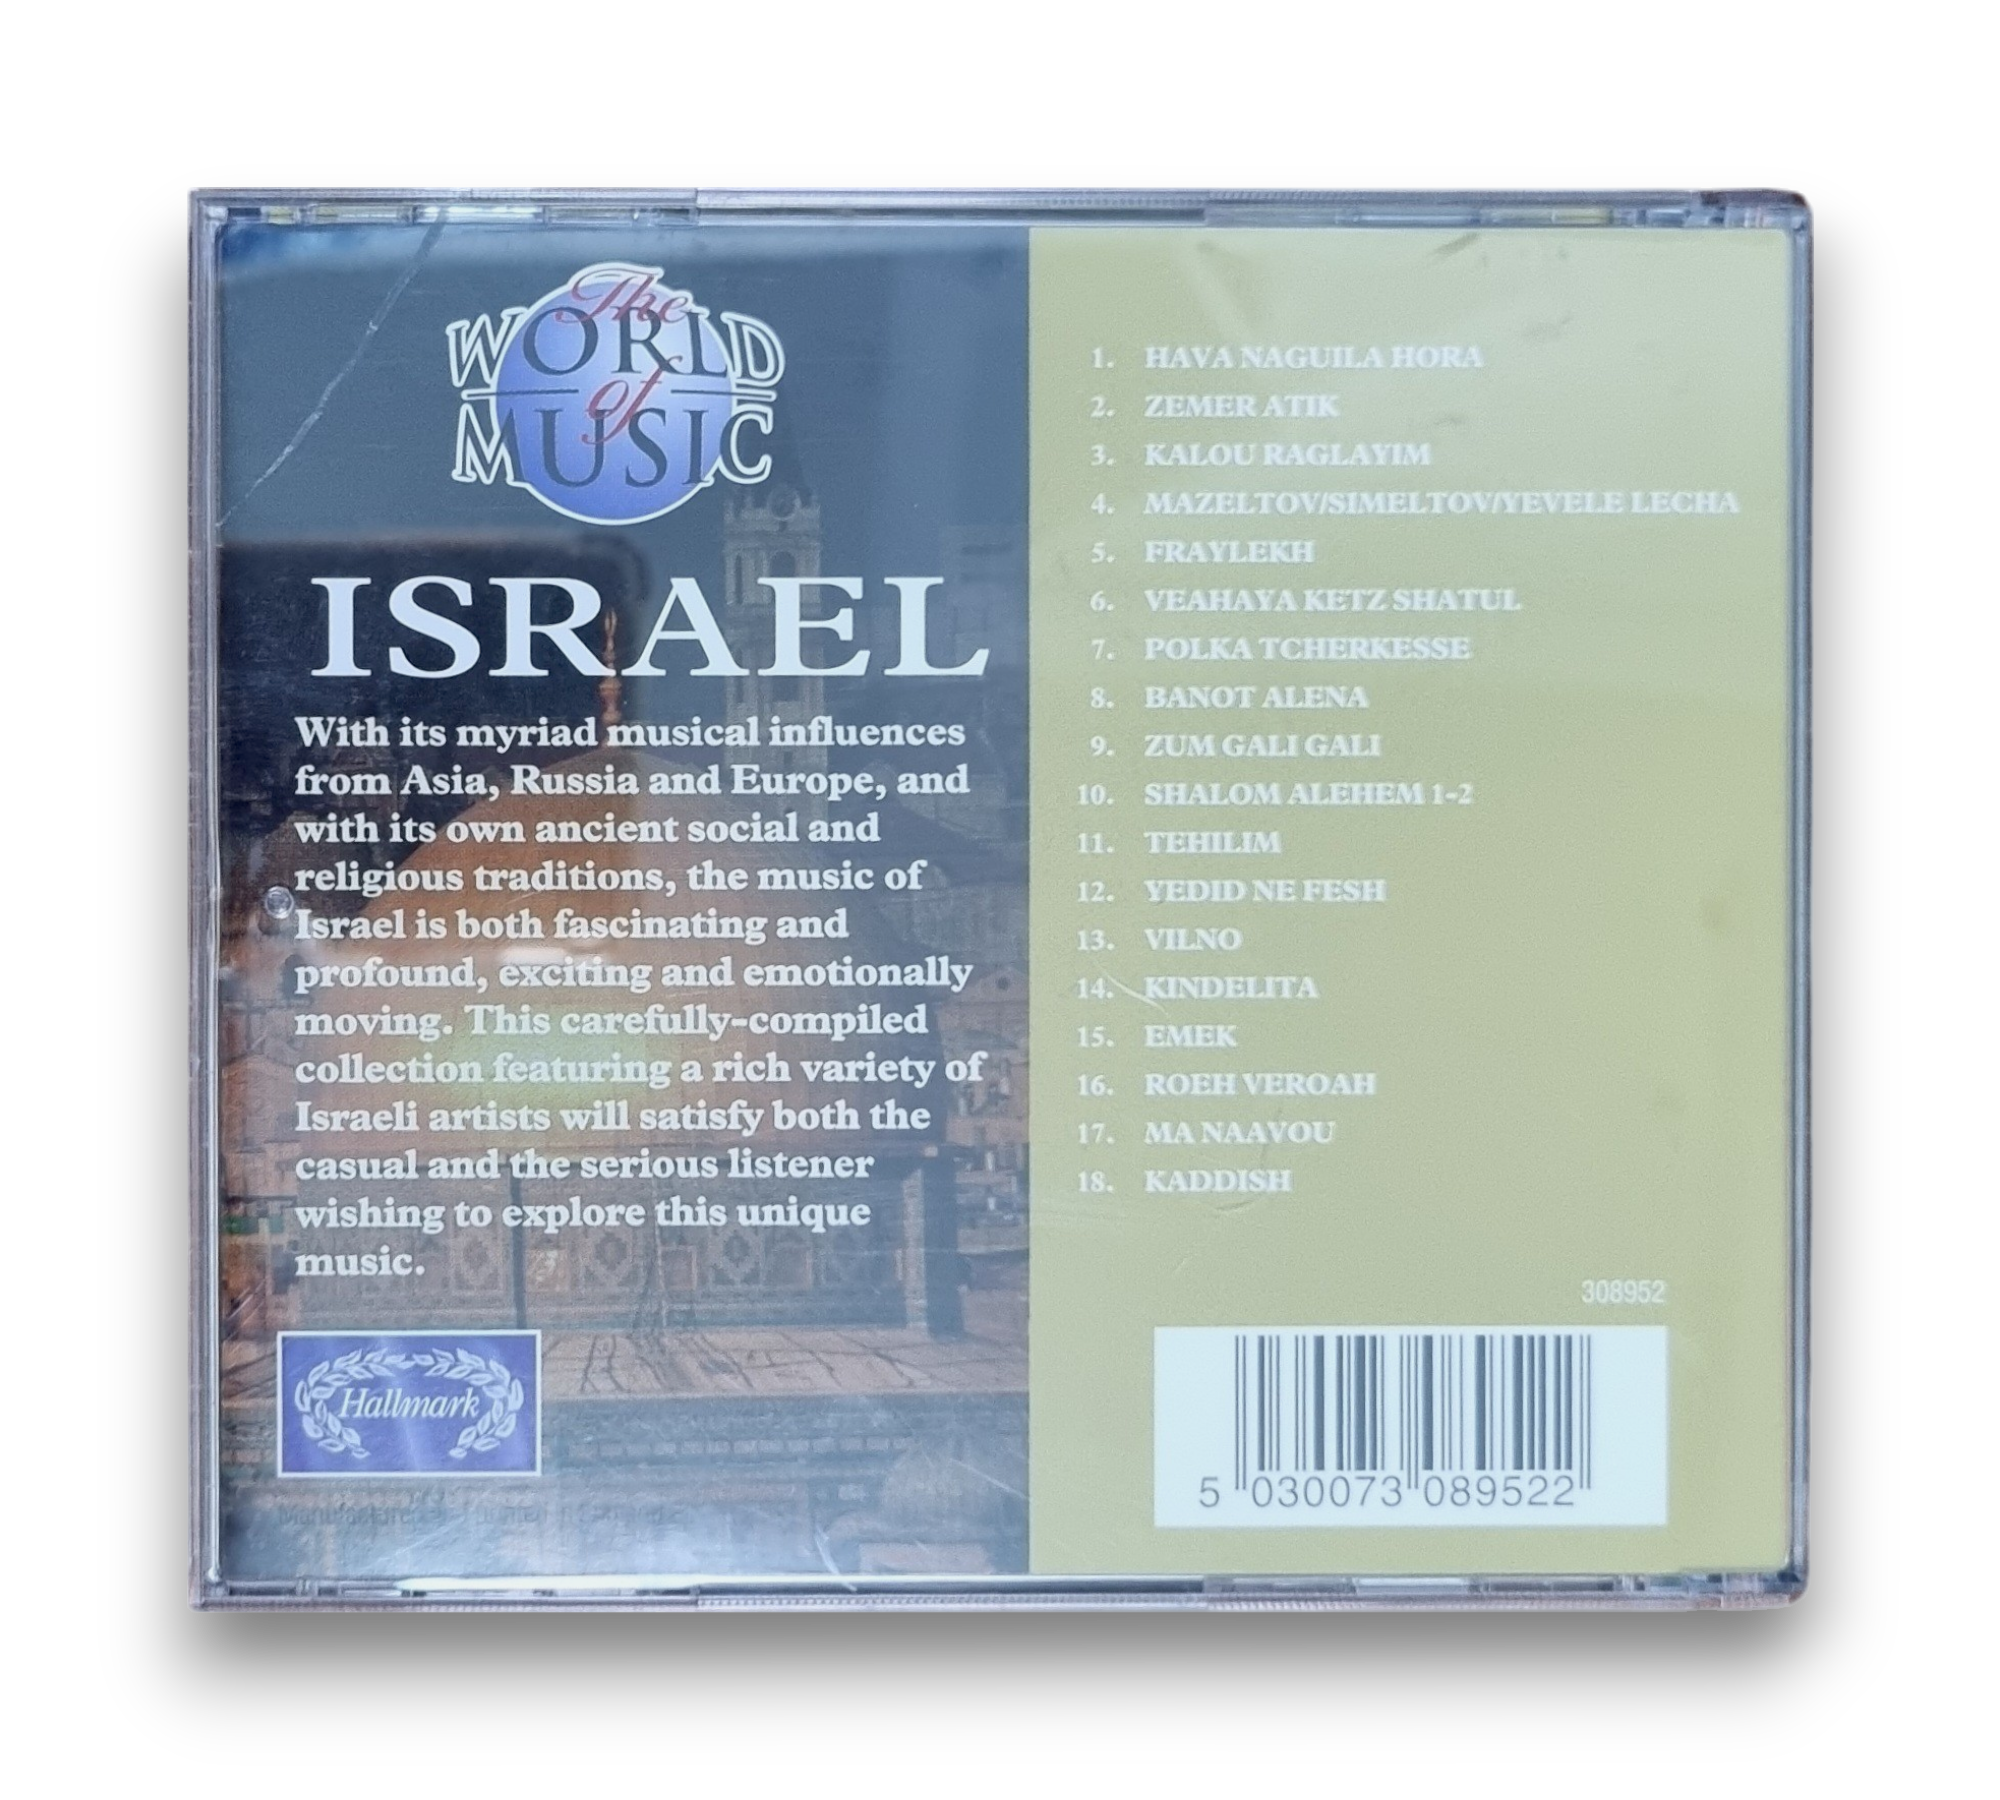 The
WORLD
of
MUSIC
ISRAEL
With its myriad musical influences
from Asia, Russia and Europe, and
with its own ancient social and
religious traditions, the music of
Israel is both fascinating and
profound, exciting and emotionally
moving. This carefully-compiled
collection featuring a rich variety of
Israeli artists will satisfy both the
casual and the serious listener
wishing to explore this unique
music.
Hallmark
1. HAVA NAGUILA HORA
2. ZEMER ATIK
3. KALOU RAGLAYIM
4. MAZELTOV/SIMELTOV/YEVELE LECHA
5. FRAYLEKH
6. VEAHAYA KETZ SHATUL
7. POLKA TCHERKESSE
8. BANOT ALENA
9. ZUM GALI GALI
10. SHALOM ALEHEM 1-2
11. TEHILIM
12. YEDID NE FESH
13. VILNO
14. KINDELITA
15. EMEK
16. ROEH VEROAH
17. MA NAAVOU
18. KADDISH
308952
5 030073 089522